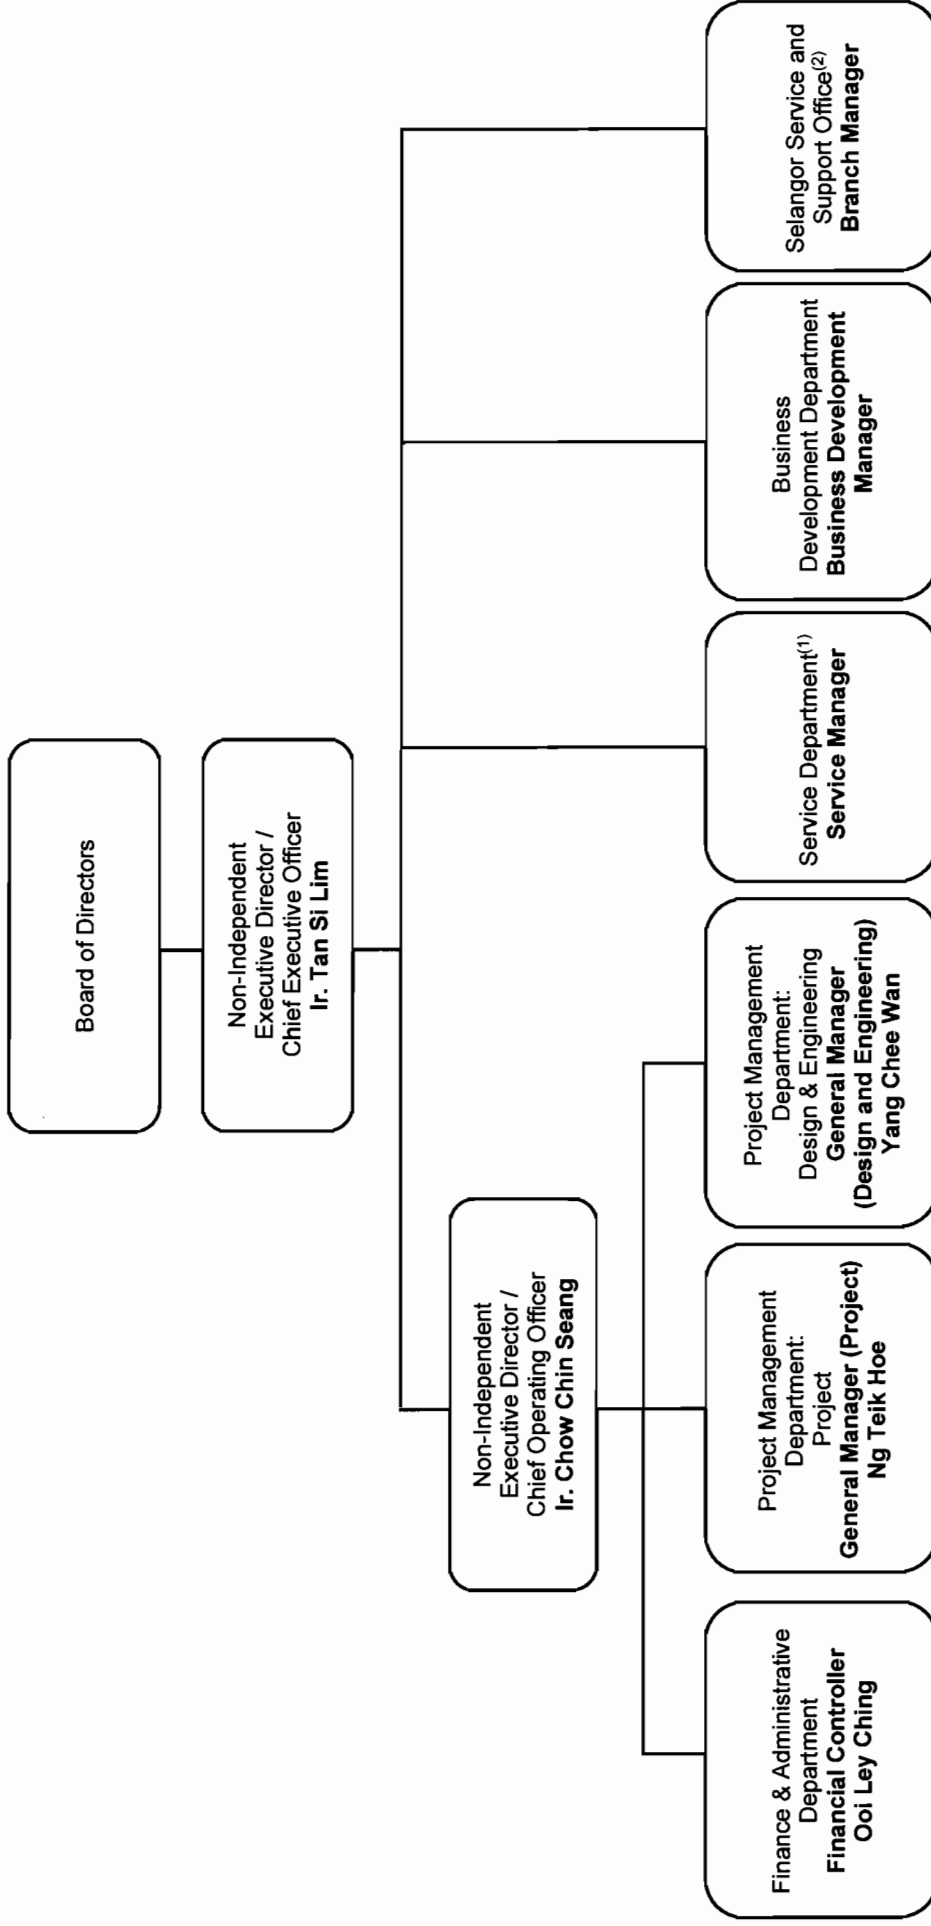 Board of Directors
Non-Independent
Executive Director /
Chief Executive Officer
Ir. Tan Si Lim
Non-Independent
Executive Director /
Chief Operating Officer
Ir. Chow Chin Seang
Finance & Administrative
Department
Financial Controller
Ooi Ley Ching
Project Management
Department:
Project
General Manager (Project)
Ng Teik Hoe
Project Management
Department:
Design & Engineering
General Manager
(Design and Engineering)
Yang Chee Wan
Service Department(1)
Service Manager
Business
Development Department
Business Development
Manager
Selangor Service and
Support Office(2)
Branch Manager